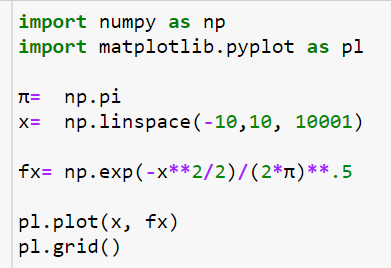 import numpy as np
import matplotlib.pyplot as pl
π=  np.pi
x=  np.linspace(-10,10, 10001)
fx= np.exp(-x**2/2)/(2*π)**.5
pl.plot(x, fx)
pl.grid()